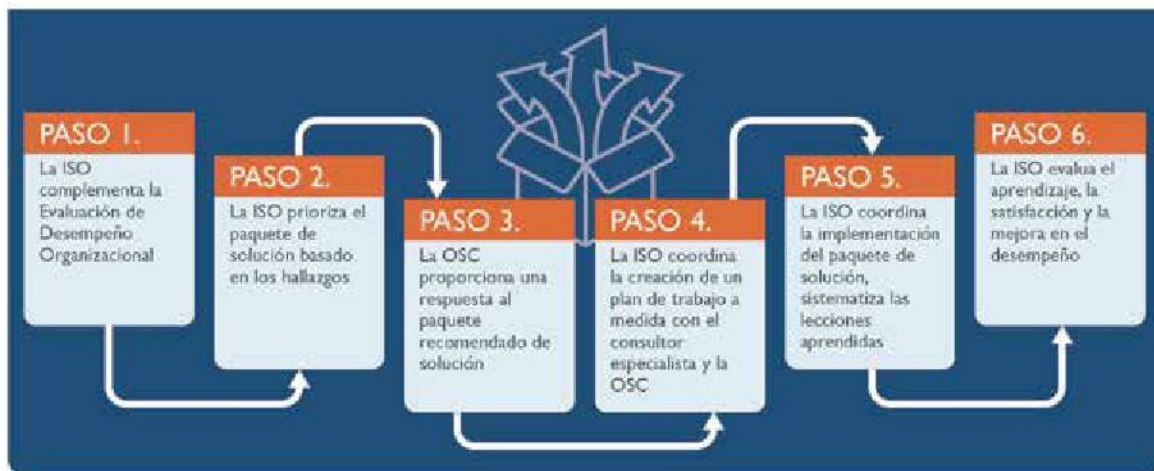 PASO 1.
La ISO
complementa la
Evaluación de
Desempeño
Organizacional
PASO 2.
La ISO prioriza el
paquete de
solución basado
en los hallazgos
PASO 3.
La OSC
proporciona una
respuesta al
paquete
recomendado de
solución
PASO 4.
La ISO coordina
la creación de un
plan de trabajo a
medida con el
consultor
especialista y la
OSC
PASO 5.
La ISO coordina
la implementación
del paquete de
solución,
sistematiza las
lecciones
aprendidas
PASO 6.
La ISO evalua el
aprendizaje, la
satisfacción y la
mejora en el
desempeño